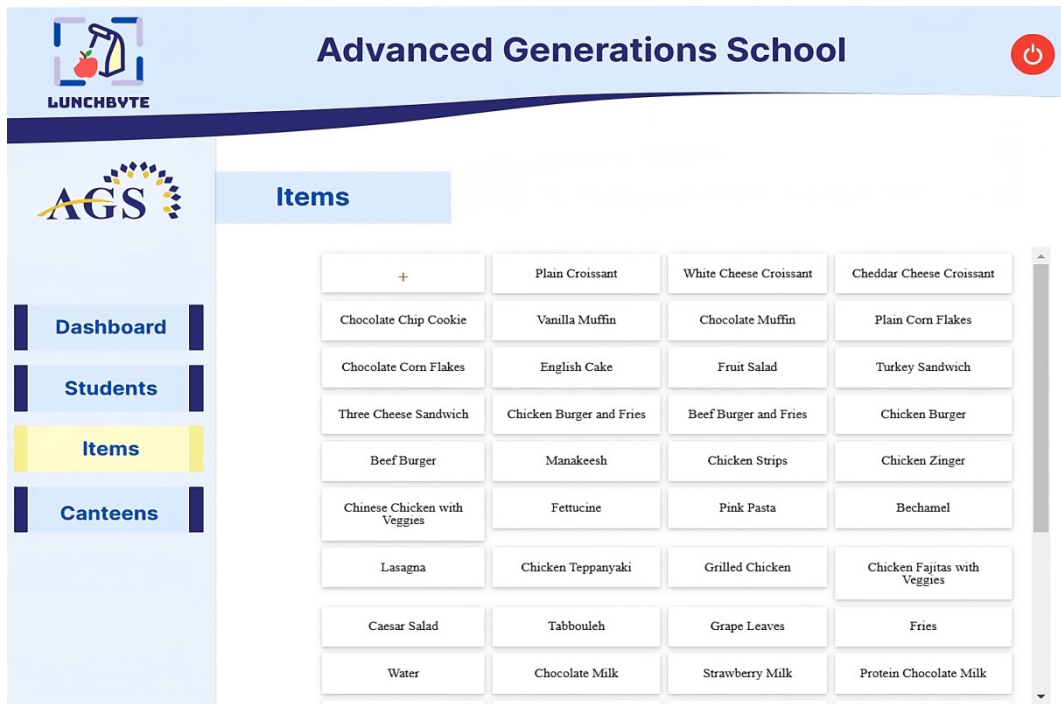 Advanced Generations School
LUNCHBYTE
AGS
Items
+
Plain Croissant
White Cheese Croissant
Cheddar Cheese Croissant
Dashboard
Chocolate Chip Cookie
Vanilla Muffin
Chocolate Muffin
Plain Corn Flakes
Chocolate Corn Flakes
English Cake
Fruit Salad
Turkey Sandwich
Students
Three Cheese Sandwich
Chicken Burger and Fries
Beef Burger and Fries
Chicken Burger
Items
Beef Burger
Manakeesh
Chicken Strips
Chicken Zinger
Canteens
Chinese Chicken with
Veggies
Fettucine
Pink Pasta
Bechamel
Lasagna
Chicken Teppanyaki
Grilled Chicken
Chicken Fajitas with
Veggies
Caesar Salad
Tabbouleh
Grape Leaves
Fries
Water
Chocolate Milk
Strawberry Milk
Protein Chocolate Milk